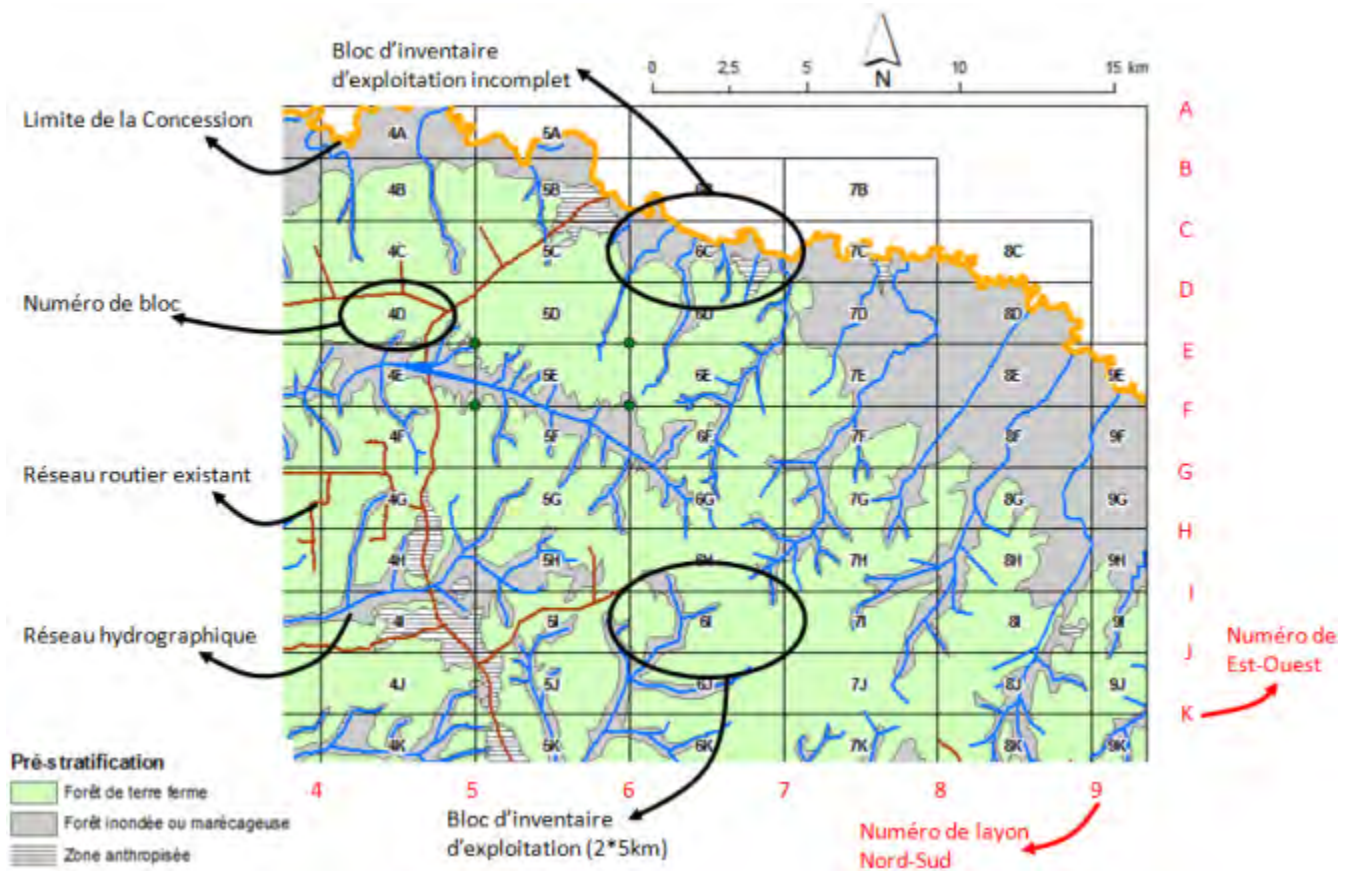 Bloc d'inventaire
d'exploitation incomplet
0 2.5 5 10 15 km
N
Limite de la Concession
Numéro de bloc
Réseau routier existant
Réseau hydrographique
4A 5A
4B 5B 7B
4C 5C 6C 7C 8C
4D 5D 6D 7D 8D
4E 5E 6E 7E 8E 9E
4F 5F 6F 7F 8F 9F
4G 5G 6G 7G 8G 9G
4H 5H 6H 7H 8H 9H
4I 5I 6I 7I 8I 9I
4J 5J 6J 7J 8J 9J
4K 5K 6K 7K 8K 9K
A
B
C
D
E
F
G
H
I
J
K
Numéro de
Est-Ouest
4 5 6 7 8 9
Pré-stratification
Forêt de terre ferme
Forêt inondée ou marécageuse
Zone anthropisée
Bloc d'inventaire
d'exploitation (2*5km)
Numéro de layon
Nord-Sud